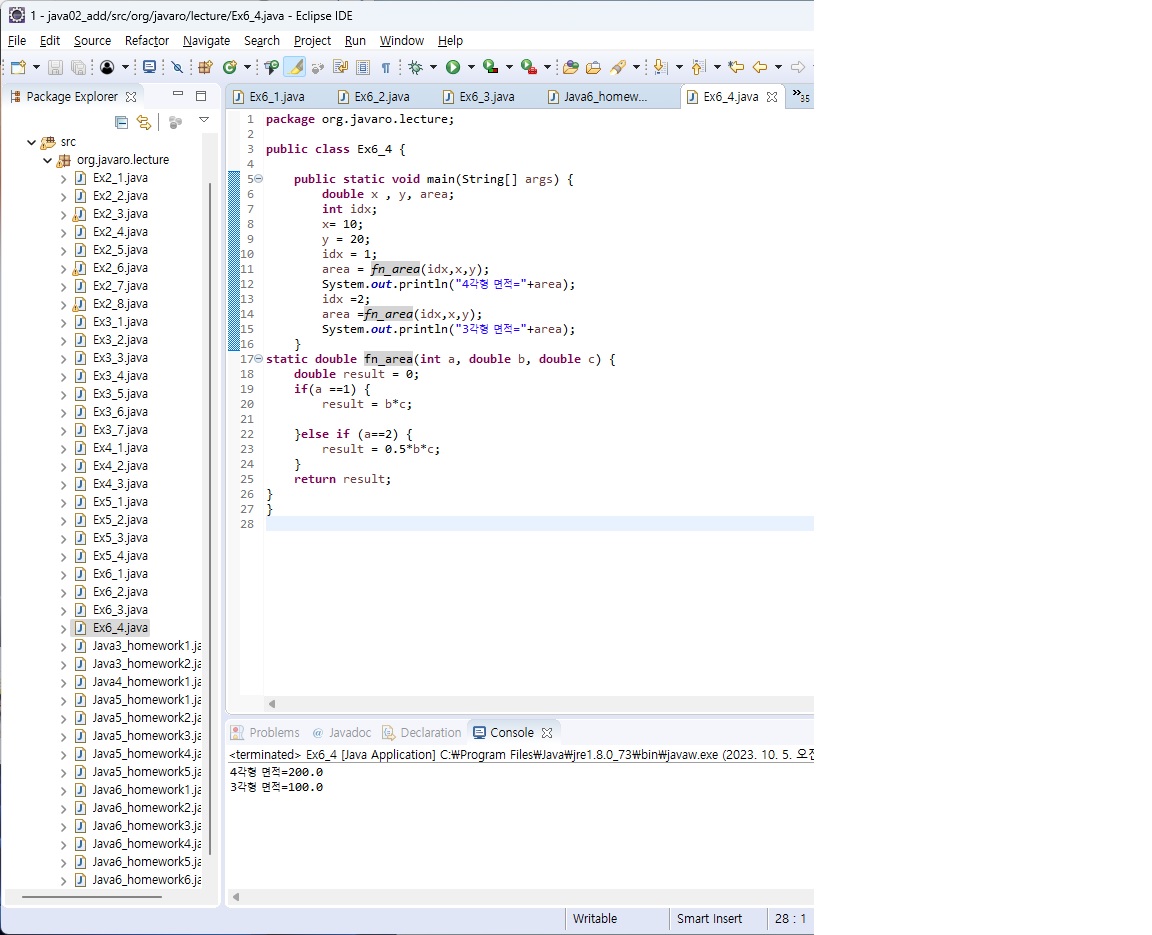 1 - java02_add/src/org/javaro/lecture/Ex6_4.java - Eclipse IDE
File Edit Source Refactor Navigate Search Project Run Window Help
Package Explorer
src
org.javaro.lecture
Ex2_1.java
Ex2_2.java
Ex2_3.java
Ex2_4.java
Ex2_5.java
Ex2_6.java
Ex2_7.java
Ex2_8.java
Ex3_1.java
Ex3_2.java
Ex3_3.java
Ex3_4.java
Ex3_5.java
Ex3_6.java
Ex3_7.java
Ex4_1.java
Ex4_2.java
Ex4_3.java
Ex5_1.java
Ex5_2.java
Ex5_3.java
Ex5_4.java
Ex6_1.java
Ex6_2.java
Ex6_3.java
Ex6_4.java
Java3_homework1.ja
Java3_homework2.ja
Java4_homework1.ja
Java5_homework1.ja
Java5_homework2.ja
Java5_homework3.ja
Java5_homework4.ja
Java5_homework5.ja
Java6_homework1.ja
Java6_homework2.ja
Java6_homework3.ja
Java6_homework4.ja
Java6_homework5.ja
Java6_homework6.ja
Ex6_1.java Ex6_2.java Ex6_3.java Java6_homew... Ex6_4.java »35
1 package org.javaro.lecture;
2
3 public class Ex6_4 {
4
5 public static void main(String[] args) {
6 double x , y, area;
7 int idx;
8 x= 10;
9 y = 20;
10 idx = 1;
11 area = fn_area(idx,x,y);
12 System.out.println("4각형 면적="+area);
13 idx =2;
14 area =fn_area(idx,x,y);
15 System.out.println("3각형 면적="+area);
16 }
17 static double fn_area(int a, double b, double c) {
18 double result = 0;
19 if(a ==1) {
20 result = b*c;
21
22 }else if (a==2) {
23 result = 0.5*b*c;
24 }
25 return result;
26 }
27 }
28
Problems @ Javadoc Declaration Console
<terminated> Ex6_4 [Java Application] C:₩Program Files₩Java₩jre1.8.0_73₩bin₩javaw.exe (2023. 10. 5. 오전
4각형 면적=200.0
3각형 면적=100.0
Writable Smart Insert 28 : 1